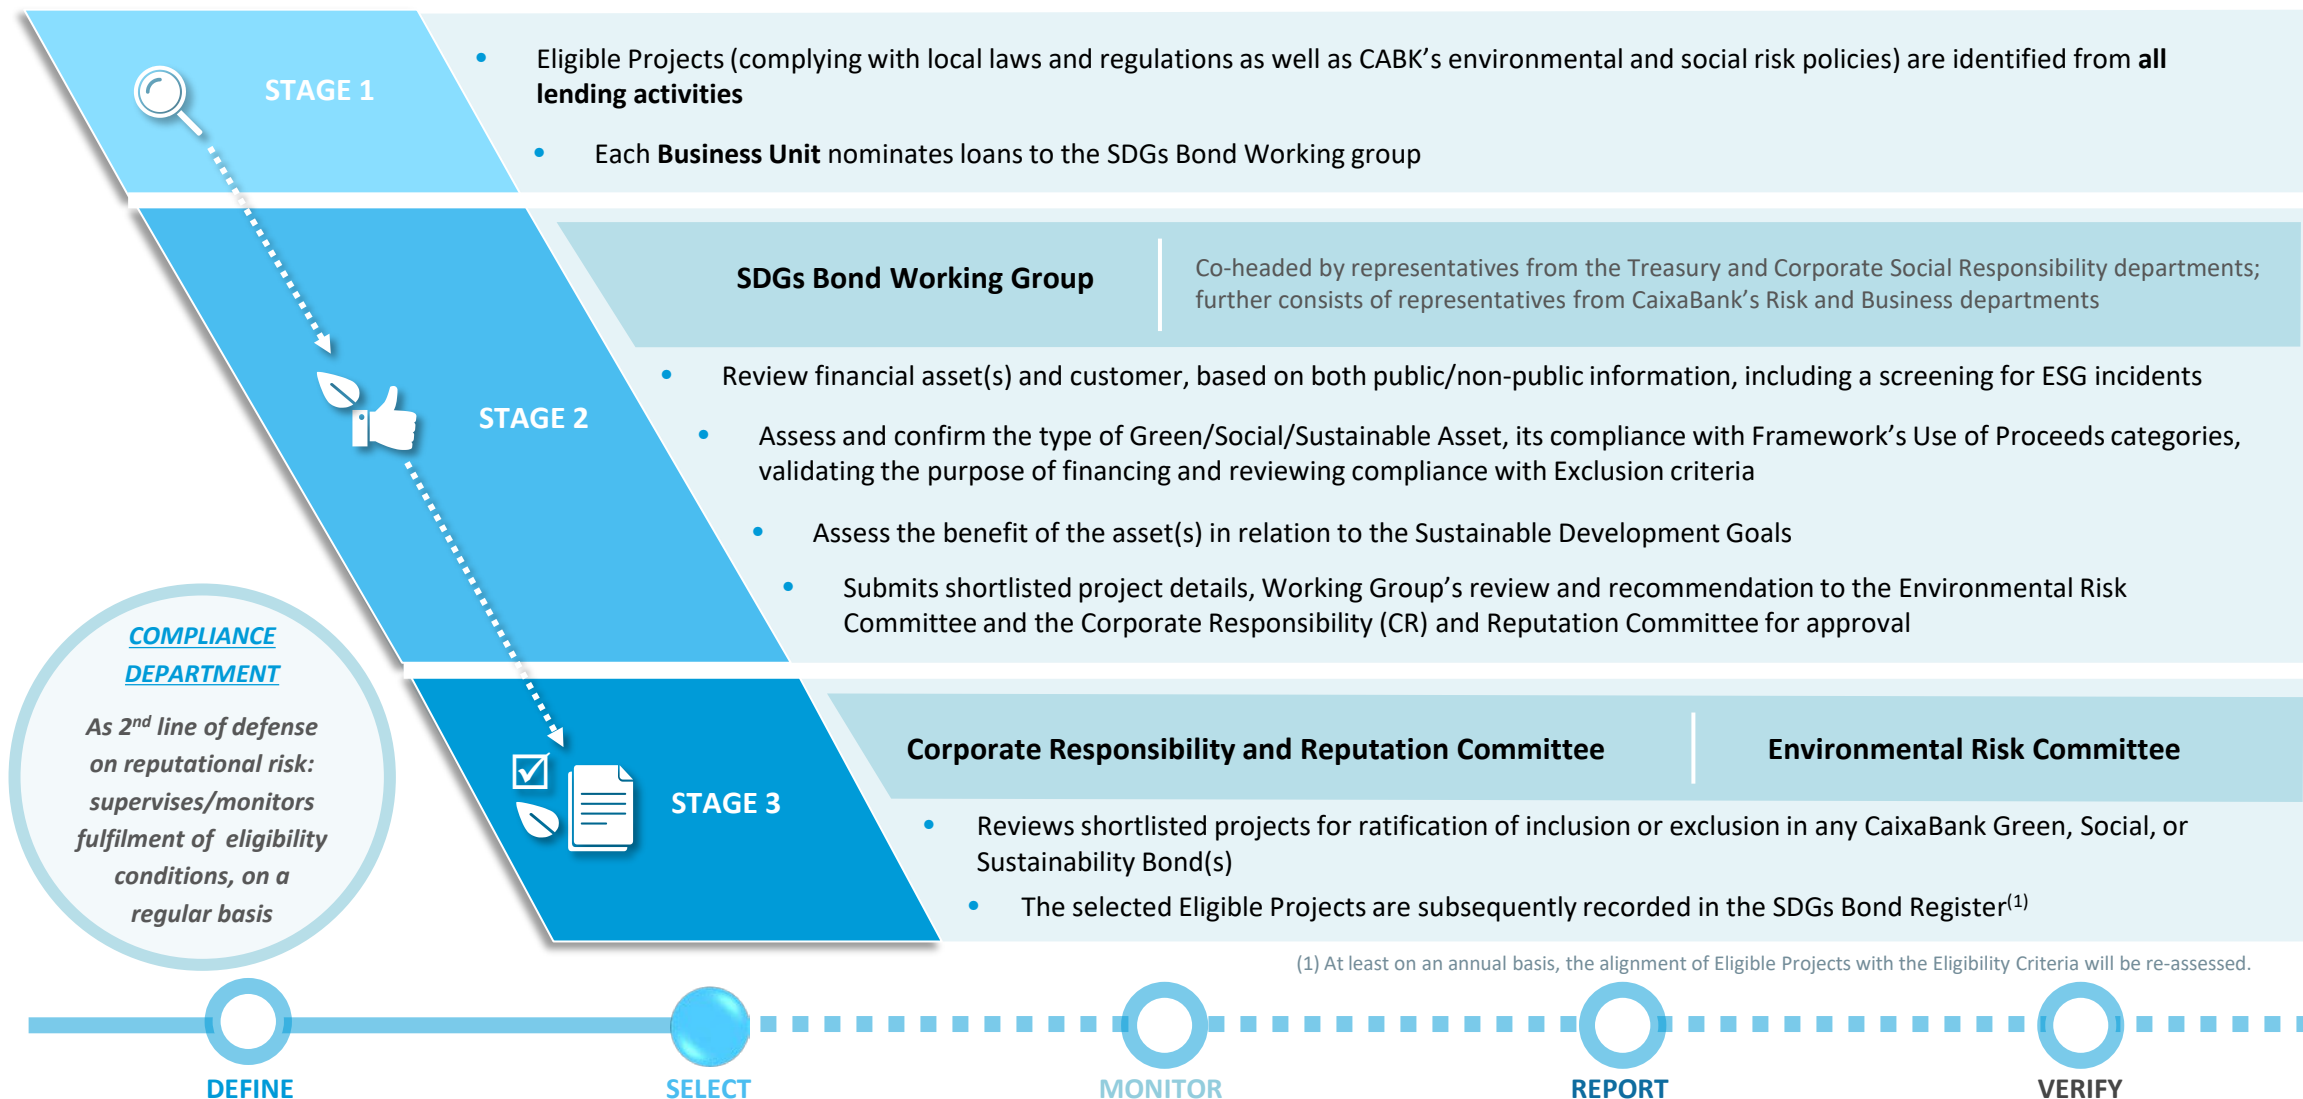 STAGE 1
• Eligible Projects (complying with local laws and regulations as well as CABK's environmental and social risk policies) are identified from all
lending activities
• Each Business Unit nominates loans to the SDGs Bond Working group
STAGE 2
SDGs Bond Working Group
Co-headed by representatives from the Treasury and Corporate Social Responsibility departments;
further consists of representatives from CaixaBank's Risk and Business departments
• Review financial asset(s) and customer, based on both public/non-public information, including a screening for ESG incidents
• Assess and confirm the type of Green/Social/Sustainable Asset, its compliance with Framework's Use of Proceeds categories,
validating the purpose of financing and reviewing compliance with Exclusion criteria
• Assess the benefit of the asset(s) in relation to the Sustainable Development Goals
• Submits shortlisted project details, Working Group's review and recommendation to the Environmental Risk
Committee and the Corporate Responsibility (CR) and Reputation Committee for approval
COMPLIANCE
DEPARTMENT
As 2nd line of defense
on reputational risk:
supervises/monitors
fulfilment of eligibility
conditions, on a
regular basis
STAGE 3
Corporate Responsibility and Reputation Committee
Environmental Risk Committee
• Reviews shortlisted projects for ratification of inclusion or exclusion in any CaixaBank Green, Social, or
Sustainability Bond(s)
• The selected Eligible Projects are subsequently recorded in the SDGs Bond Register(1)
(1) At least on an annual basis, the alignment of Eligible Projects with the Eligibility Criteria will be re-assessed.
DEFINE
SELECT
MONITOR
REPORT
VERIFY